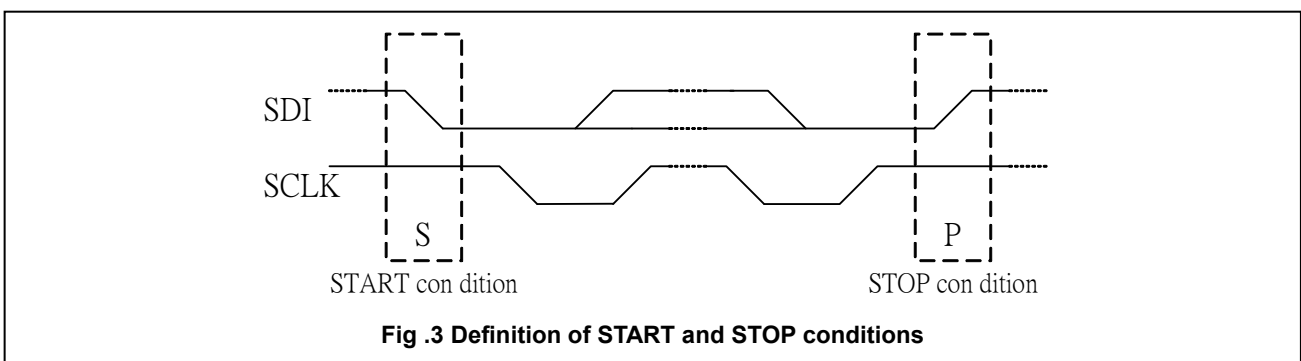 SDI
SCLK
S
P
START con dition
STOP con dition
Fig .3 Definition of START and STOP conditions